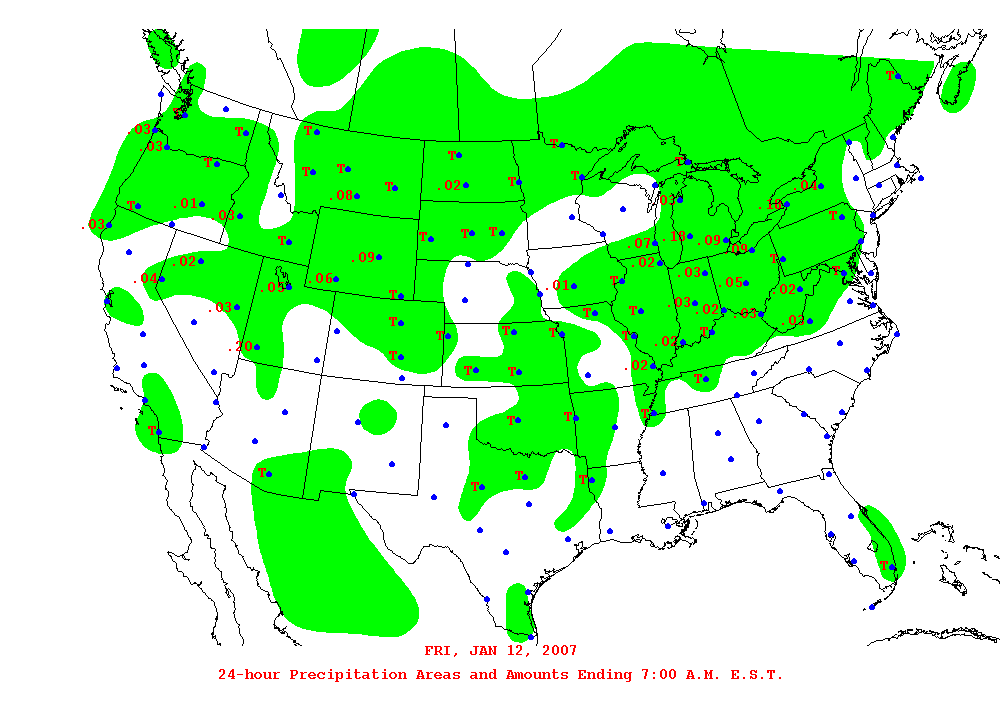 T
.03 T T T
.03 T
T T T T T
.08 T .02 T .04
.03 T .01 .03 .03 .10 T
T T T T .07 .10 .09 .09
.02 .09 .02 T
.04 .05 .06 .01 T .03 .05 .02 T
.03 T T T .03 .02 .03 .03
.20 T T T T T .02 T
T T T .02 T
T T T
T
T T T T
T
FRI, JAN 12, 2007
24-hour Precipitation Areas and Amounts Ending 7:00 A.M. E.S.T.